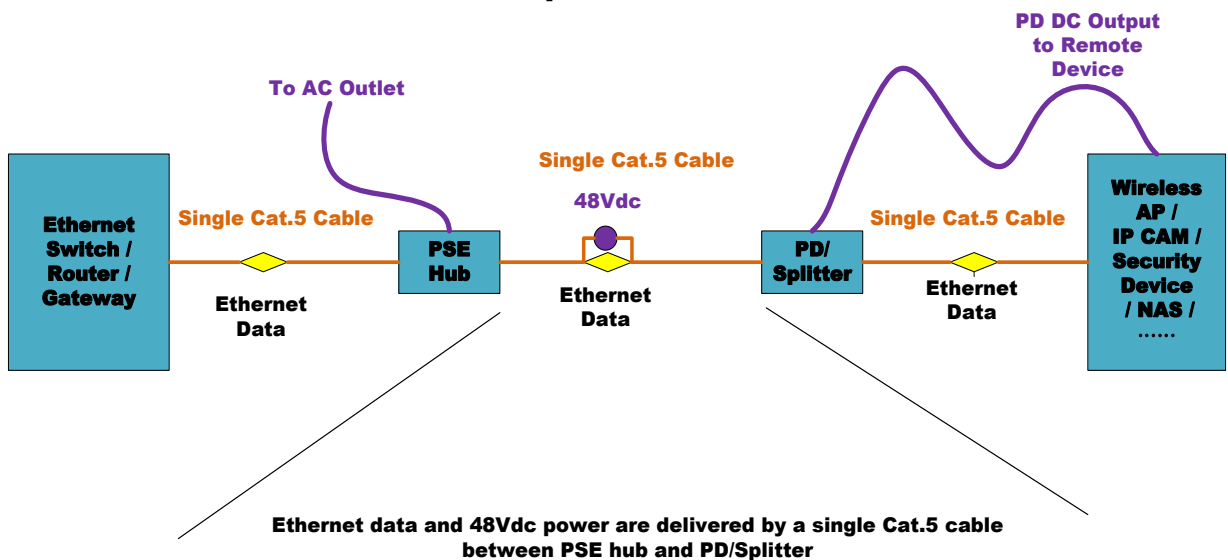 PD DC Output
to Remote
Device
To AC Outlet
Single Cat.5 Cable
48Vdc
Single Cat.5 Cable
Single Cat.5 Cable
Ethernet
Switch /
Router /
Gateway
PSE
Hub
PD/
Splitter
Wireless
AP /
IP CAM /
Security
Device
/ NAS /
......
Ethernet
Data
Ethernet
Data
Ethernet
Data
Ethernet data and 48Vdc power are delivered by a single Cat.5 cable
between PSE hub and PD/Splitter